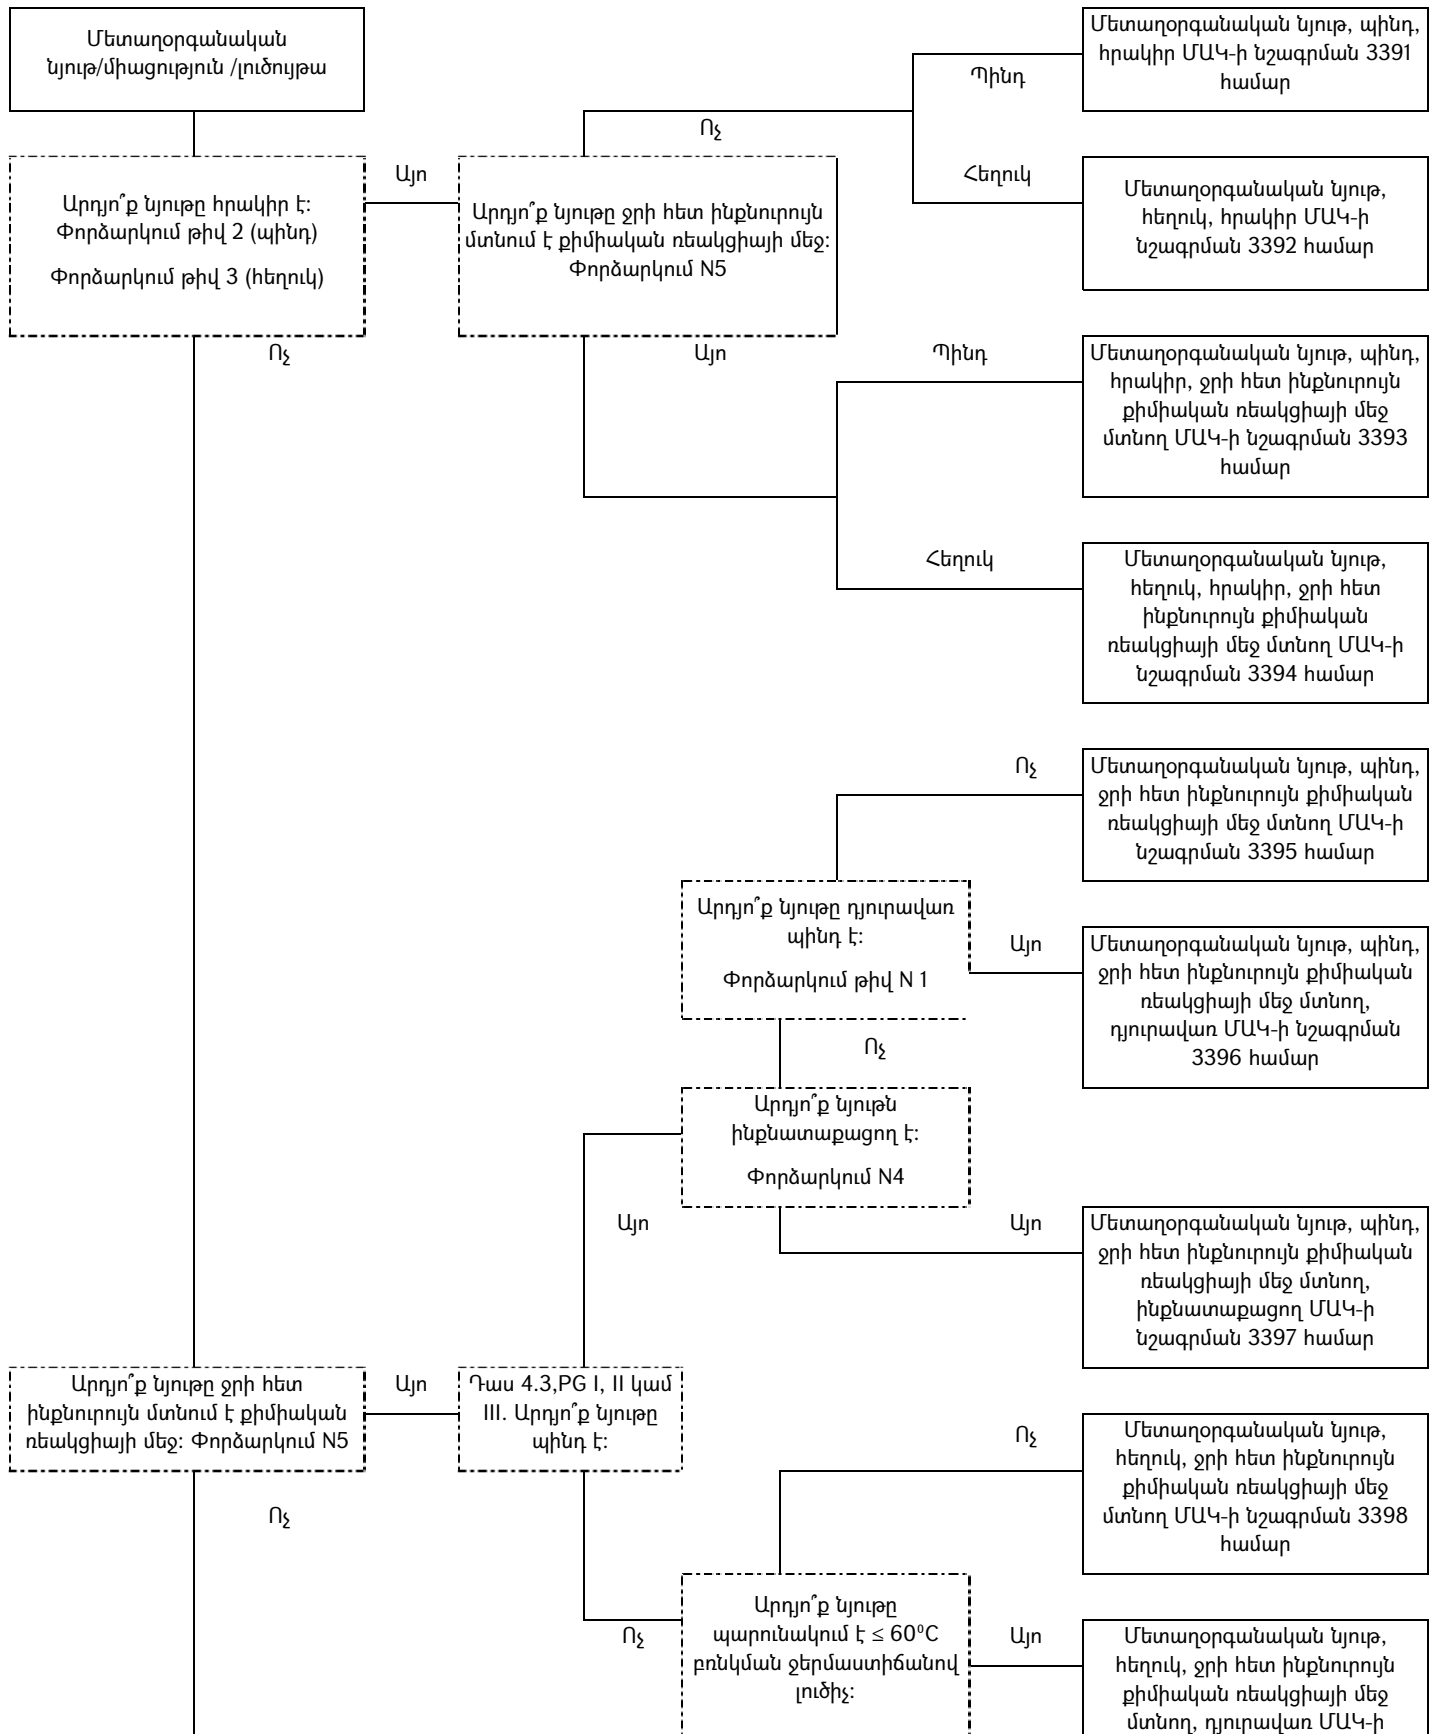 Մետաղօրգանական
նյութ/միացություն /լուծույթա
Մետաղօրգանական նյութ, պինդ,
հրակիր ՄԱԿ-ի նշագրման 3391
համար
Պինդ
Ոչ
Այո
Արդյո՞ք նյութը հրակիր է:
Փորձարկում թիվ 2 (պինդ)
Փորձարկում թիվ 3 (հեղուկ)
Արդյո՞ք նյութը ջրի հետ ինքնուրույն
մտնում է քիմիական ռեակցիայի մեջ:
Փորձարկում N5
Հեղուկ
Մետաղօրգանական նյութ,
հեղուկ, հրակիր ՄԱԿ-ի
նշագրման 3392 համար
Ոչ
Այո
Պինդ
Մետաղօրգանական նյութ, պինդ,
հրակիր, ջրի հետ ինքնուրույն
քիմիական ռեակցիայի մեջ
մտնող ՄԱԿ-ի նշագրման 3393
համար
Հեղուկ
Մետաղօրգանական նյութ,
հեղուկ, հրակիր, ջրի հետ
ինքնուրույն քիմիական
ռեակցիայի մեջ մտնող ՄԱԿ-ի
նշագրման 3394 համար
Ոչ
Մետաղօրգանական նյութ, պինդ,
ջրի հետ ինքնուրույն քիմիական
ռեակցիայի մեջ մտնող ՄԱԿ-ի
նշագրման 3395 համար
Արդյո՞ք նյութը դյուրավառ
պինդ է:
Փորձարկում թիվ N 1
Այո
Մետաղօրգանական նյութ, պինդ,
ջրի հետ ինքնուրույն քիմիական
ռեակցիայի մեջ մտնող,
դյուրավառ ՄԱԿ-ի նշագրման
3396 համար
Ոչ
Արդյո՞ք նյութն
ինքնատաքացող է:
Փորձարկում N4
Այո
Այո
Մետաղօրգանական նյութ, պինդ,
ջրի հետ ինքնուրույն քիմիական
ռեակցիայի մեջ մտնող,
ինքնատաքացող ՄԱԿ-ի
նշագրման 3397 համար
Արդյո՞ք նյութը ջրի հետ
ինքնուրույն մտնում է քիմիական
ռեակցիայի մեջ: Փորձարկում N5
Այո
Դաս 4.3,PG I, II կամ
III. Արդյո՞ք նյութը
պինդ է:
Ոչ
Ոչ
Մետաղօրգանական նյութ,
հեղուկ, ջրի հետ ինքնուրույն
քիմիական ռեակցիայի մեջ
մտնող ՄԱԿ-ի նշագրման 3398
համար
Ոչ
Արդյո՞ք նյութը
պարունակում է ≤ 60⁰C
բռնկման ջերմաստիճանով
լուծիչ:
Այո
Մետաղօրգանական նյութ,
հեղուկ, ջրի հետ ինքնուրույն
քիմիական ռեակցիայի մեջ
մտնող, դյուրավառ ՄԱԿ-ի